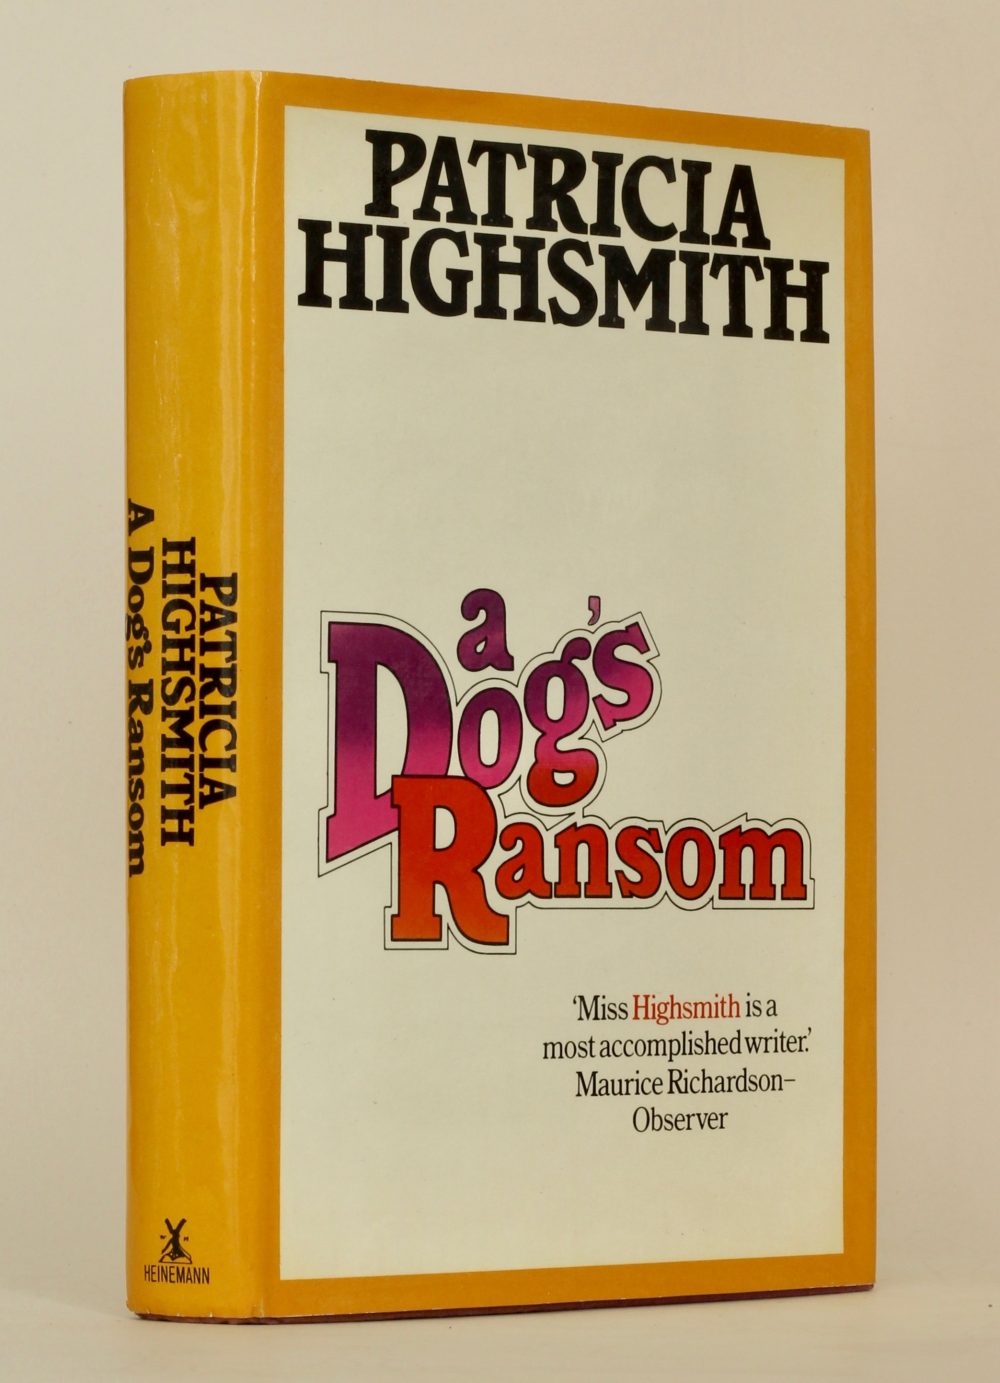 PATRICIA
HIGHSMITH
a
Dog's
Ransom
‘Miss Highsmith is a
most accomplished writer.’
Maurice Richardson–
Observer
PATRICIA
HIGHSMITH
A Dog's Ransom
W H
HEINEMANN